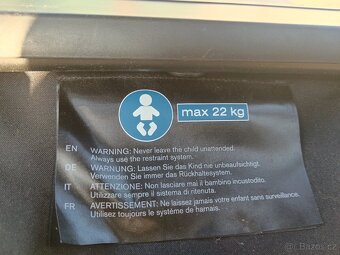 max 22 kg
EN WARNING: Never leave the child unattended.
Always use the restraint system.
DE WARNUNG: Lassen Sie das Kind nie unbeaufsichtigt.
Verwenden Sie immer das Rückhaltesystem.
IT ATTENZIONE: Non lasciare mai il bambino incustodito.
Utilizzare sempre il sistema di ritenuta.
FR AVERTISSEMENT: Ne laissez jamais votre enfant sans surveillance.
Utilisez toujours le système de harnais.
Bazoš.cz